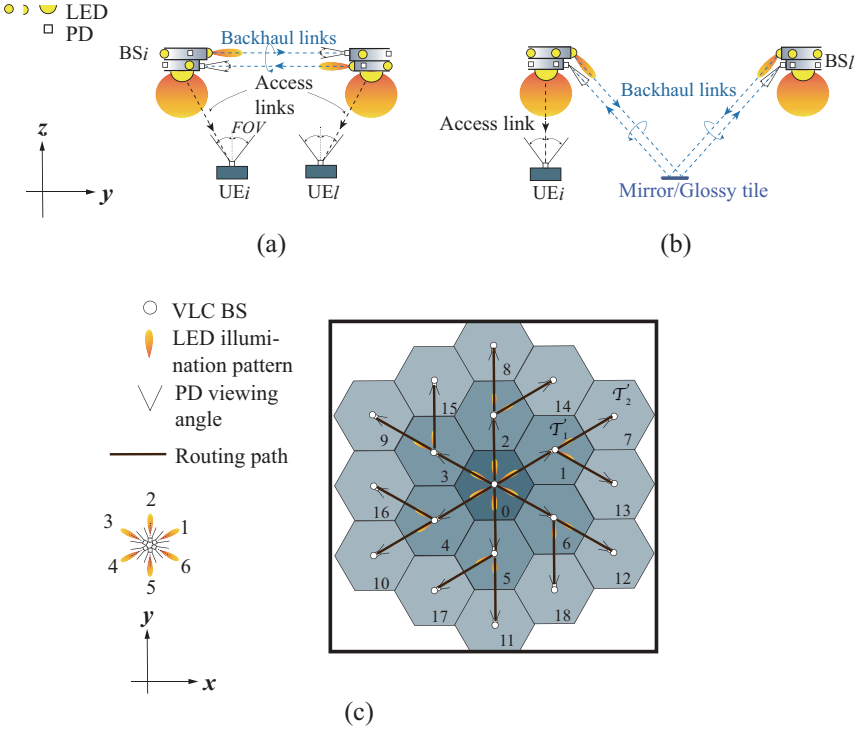 LED
PD
BSi
Backhaul links
Access
links
FOV
UEi
UEl
z
y
(a)
BSl
Backhaul links
Access link
UEi
Mirror/Glossy tile
(b)
VLC BS
LED illumi-
nation pattern
PD viewing
angle
Routing path
2
3
1
4
6
5
y
x
8
15
14
𝒯′2
9
2
𝒯′1
7
3
1
16
0
13
4
6
10
5
12
17
18
11
(c)